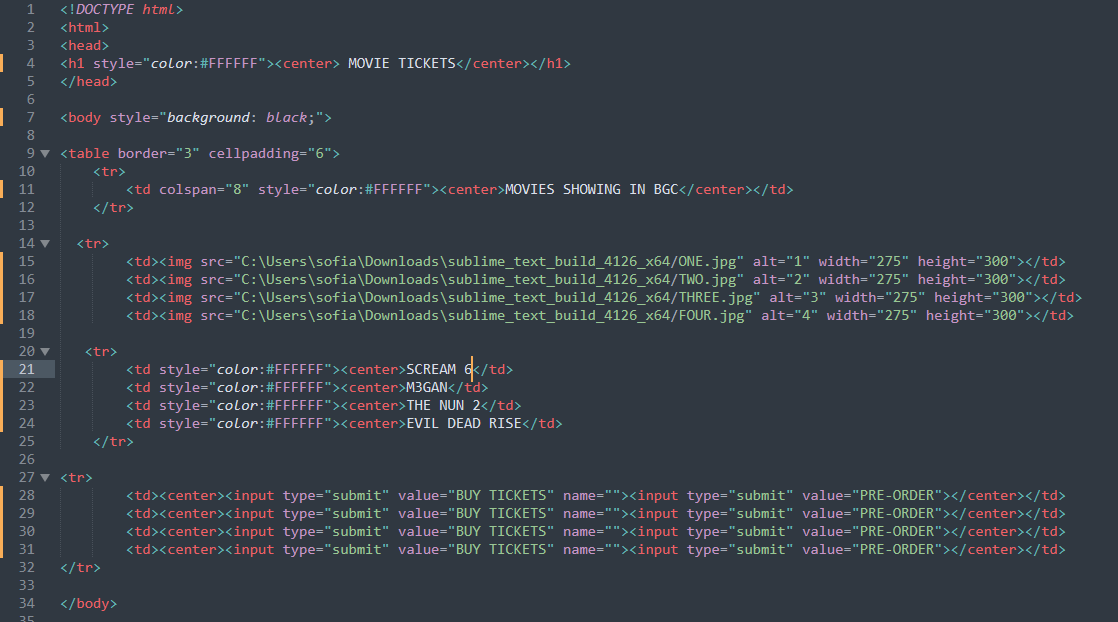 1 <!DOCTYPE html>
2 <html>
3 <head>
4 <h1 style="color:#FFFFFF"><center> MOVIE TICKETS</center></h1>
5 </head>
6
7 <body style="background: black;">
8
9 <table border="3" cellpadding="6">
10 <tr>
11 <td colspan="8" style="color:#FFFFFF"><center>MOVIES SHOWING IN BGC</center></td>
12 </tr>
13
14 <tr>
15 <td><img src="C:\Users\sofia\Downloads\sublime_text_build_4126_x64/ONE.jpg" alt="1" width="275" height="300"></td>
16 <td><img src="C:\Users\sofia\Downloads\sublime_text_build_4126_x64/TWO.jpg" alt="2" width="275" height="300"></td>
17 <td><img src="C:\Users\sofia\Downloads\sublime_text_build_4126_x64/THREE.jpg" alt="3" width="275" height="300"></td>
18 <td><img src="C:\Users\sofia\Downloads\sublime_text_build_4126_x64/FOUR.jpg" alt="4" width="275" height="300"></td>
19
20 <tr>
21 <td style="color:#FFFFFF"><center>SCREAM 6</td>
22 <td style="color:#FFFFFF"><center>M3GAN</td>
23 <td style="color:#FFFFFF"><center>THE NUN 2</td>
24 <td style="color:#FFFFFF"><center>EVIL DEAD RISE</td>
25 </tr>
26
27 <tr>
28 <td><center><input type="submit" value="BUY TICKETS" name=""><input type="submit" value="PRE-ORDER"></center></td>
29 <td><center><input type="submit" value="BUY TICKETS" name=""><input type="submit" value="PRE-ORDER"></center></td>
30 <td><center><input type="submit" value="BUY TICKETS" name=""><input type="submit" value="PRE-ORDER"></center></td>
31 <td><center><input type="submit" value="BUY TICKETS" name=""><input type="submit" value="PRE-ORDER"></center></td>
32 </tr>
33
34 </body>
35